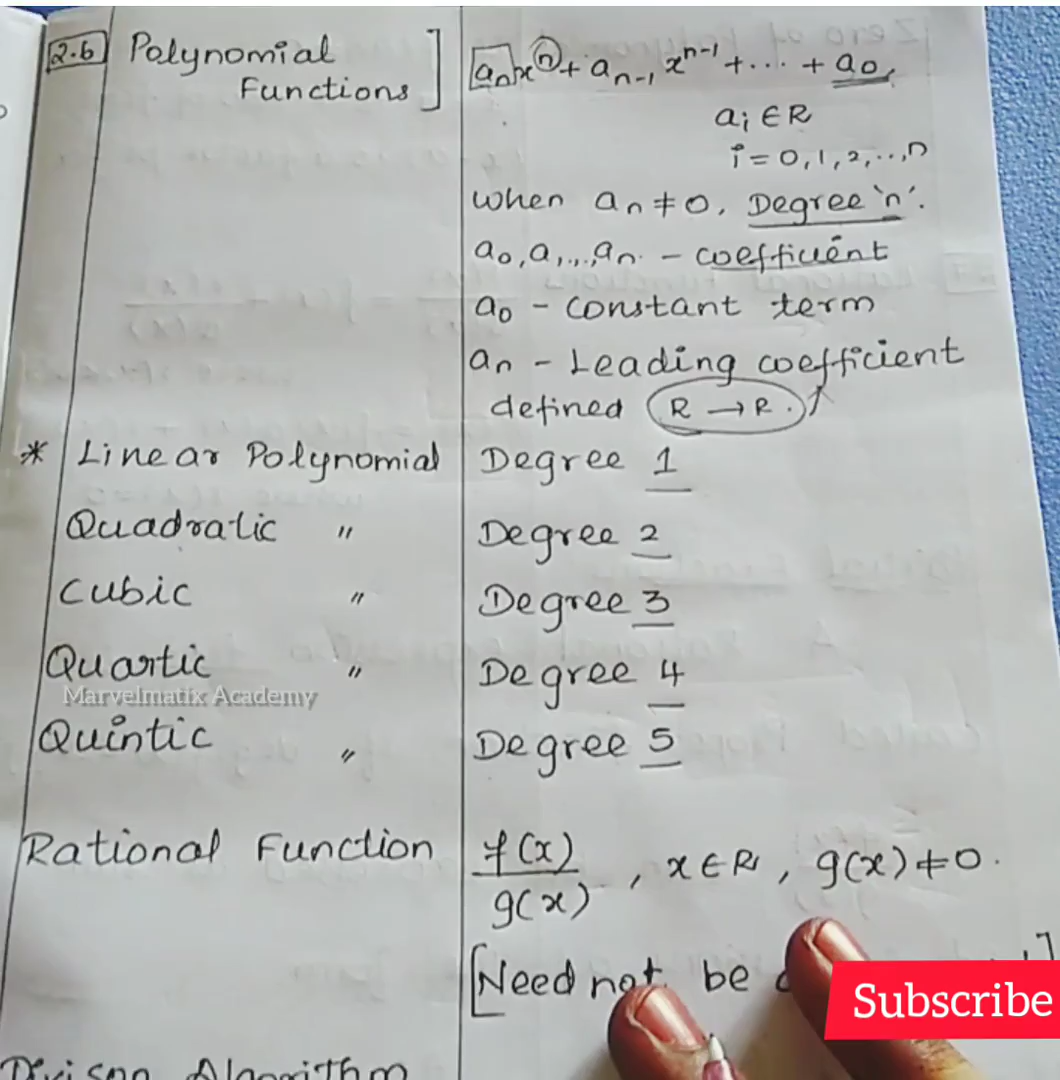 2.6 Polynomial Functions] aₙxⁿ + aₙ₋₁ xⁿ⁻¹ + ... + a₀,
aᵢ ∈ R
i = 0, 1, 2, .., n
when aₙ ≠ 0, Degree 'n'.
a₀, a, .., aₙ. - coefficient
a₀ - constant term
aₙ - Leading coefficient
defined R → R.
* Linear Polynomial Degree 1
Quadratic " Degree 2
Cubic " Degree 3
Quartic " Degree 4
Marvelmatix Academy
Quintic " Degree 5
Rational Function f(x)/g(x), x ∈ R, g(x) ≠ 0.
[Need not be
Subscribe
Divison Algorithm